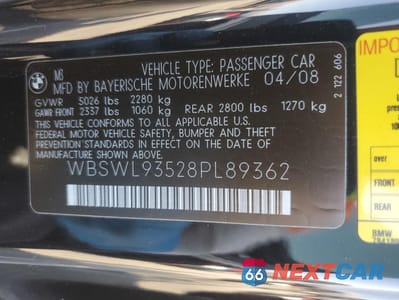 M3
VEHICLE TYPE: PASSENGER CAR
MFD BY BAYERISCHE MOTORENWERKE 04/08
GVWR 5026 lbs 2280 kg
GAWR FRONT 2337 lbs 1060 kg REAR 2800 lbs 1270 kg
THIS VEHICLE CONFORMS TO ALL APPLICABLE
FEDERAL MOTOR VEHICLE SAFETY, BUMPER AND THEFT
PREVENTION STANDARDS IN EFFECT ON THE DATE
OF MANUFACTURE SHOWN ABOVE.
WBSWL93528PL89362
2 122 606
IMPO
FRONT
REAR
BMW
66 NEXTCAR